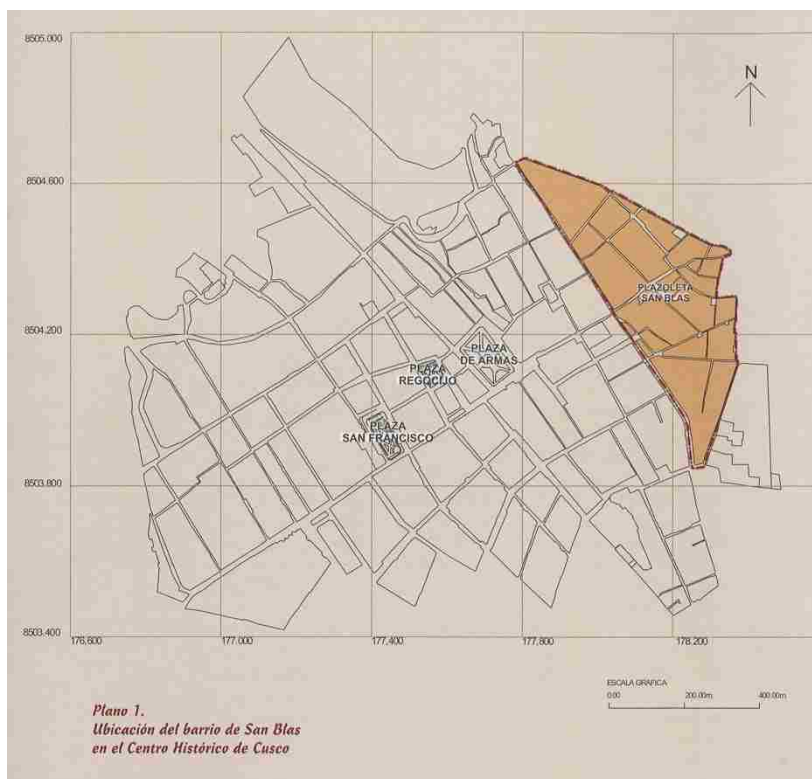 8505.000
N
8504.600
PLAZOLETA
SAN BLAS
8504.200
PLAZA
DE ARMAS
PLAZA
REGOCIJO
PLAZA
SAN FRANCISCO
8503.800
8503.400
176,600
177.000
177,400
177,800
178.200
ESCALA GRAFICA
0.00 200.00m 400.00m
Plano 1.
Ubicación del barrio de San Blas
en el Centro Histórico de Cusco